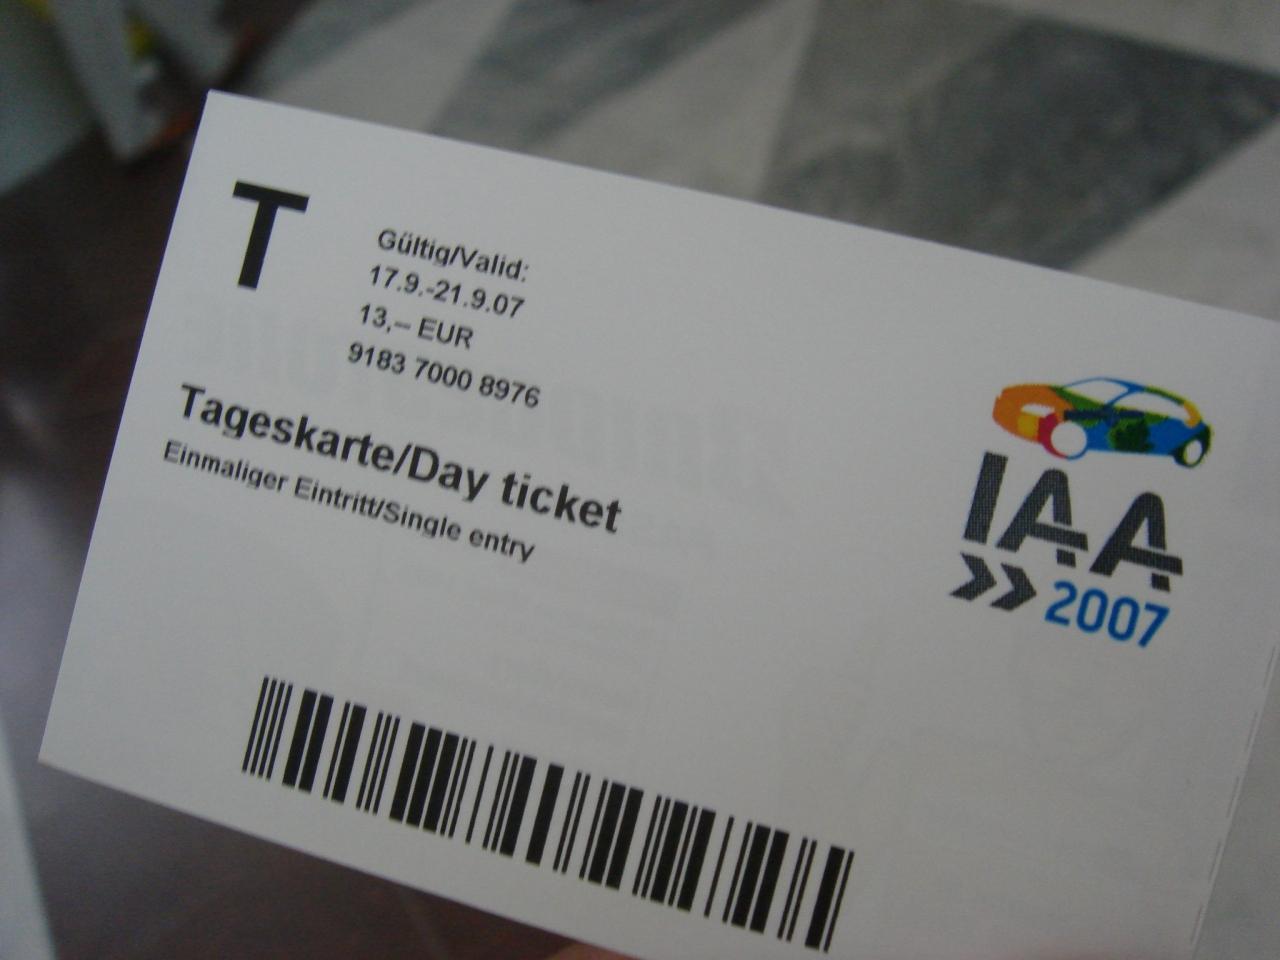 T
Gültig/Valid:
17.9.-21.9.07
13,-- EUR
9183 7000 8976
Tageskarte/Day ticket
Einmaliger Eintritt/Single entry
IAA
2007